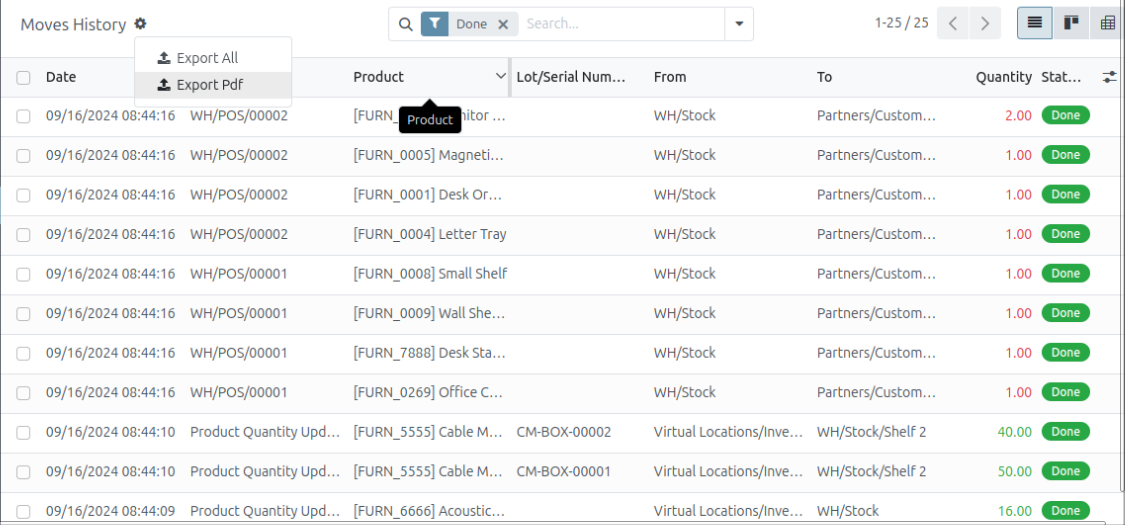 Moves History Done Search... 1-25 / 25
Export All
Export Pdf
Date Product Lot/Serial Num... From To Quantity Stat...
Product
09/16/2024 08:44:16 WH/POS/00002 [FURN_ nitor ... WH/Stock Partners/Custom... 2.00 Done
09/16/2024 08:44:16 WH/POS/00002 [FURN_0005] Magneti... WH/Stock Partners/Custom... 1.00 Done
09/16/2024 08:44:16 WH/POS/00002 [FURN_0001] Desk Or... WH/Stock Partners/Custom... 1.00 Done
09/16/2024 08:44:16 WH/POS/00002 [FURN_0004] Letter Tray WH/Stock Partners/Custom... 1.00 Done
09/16/2024 08:44:16 WH/POS/00001 [FURN_0008] Small Shelf WH/Stock Partners/Custom... 1.00 Done
09/16/2024 08:44:16 WH/POS/00001 [FURN_0009] Wall She... WH/Stock Partners/Custom... 1.00 Done
09/16/2024 08:44:16 WH/POS/00001 [FURN_7888] Desk Sta... WH/Stock Partners/Custom... 1.00 Done
09/16/2024 08:44:16 WH/POS/00001 [FURN_0269] Office C... WH/Stock Partners/Custom... 1.00 Done
09/16/2024 08:44:10 Product Quantity Upd... [FURN_5555] Cable M... CM-BOX-00002 Virtual Locations/Inve... WH/Stock/Shelf 2 40.00 Done
09/16/2024 08:44:10 Product Quantity Upd... [FURN_5555] Cable M... CM-BOX-00001 Virtual Locations/Inve... WH/Stock/Shelf 2 50.00 Done
09/16/2024 08:44:09 Product Quantity Upd... [FURN_6666] Acoustic... Virtual Locations/Inve... WH/Stock 16.00 Done